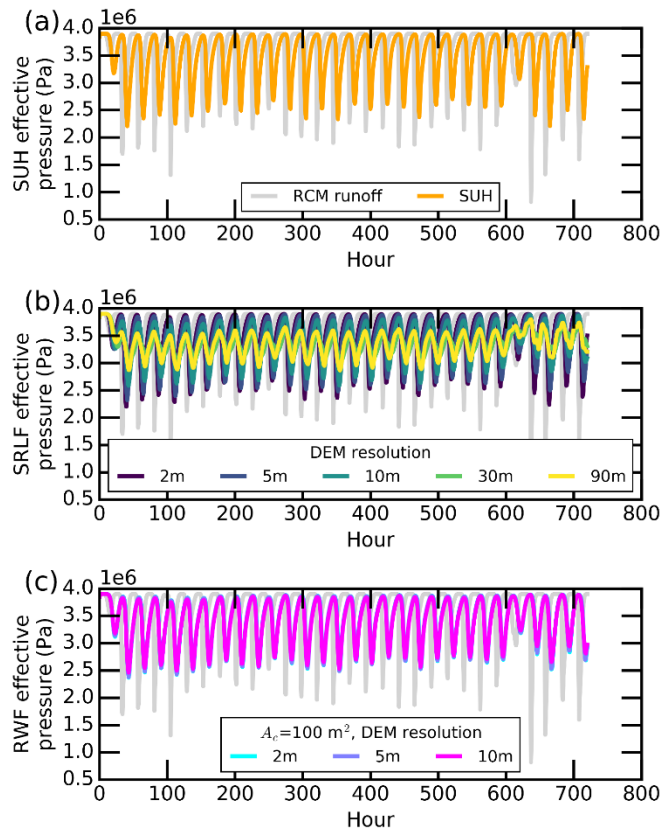 (a)
1e6
4.0
3.5
3.0
2.5
2.0
1.5
1.0
0.5
SUH effective
pressure (Pa)
RCM runoff SUH
0 100 200 300 400 500 600 700 800
Hour
(b)
1e6
4.0
3.5
3.0
2.5
2.0
1.5
1.0
0.5
SRLF effective
pressure (Pa)
DEM resolution
2m 5m 10m 30m 90m
0 100 200 300 400 500 600 700 800
Hour
(c)
1e6
4.0
3.5
3.0
2.5
2.0
1.5
1.0
0.5
RWF effective
pressure (Pa)
A_c=100 m², DEM resolution
2m 5m 10m
0 100 200 300 400 500 600 700 800
Hour